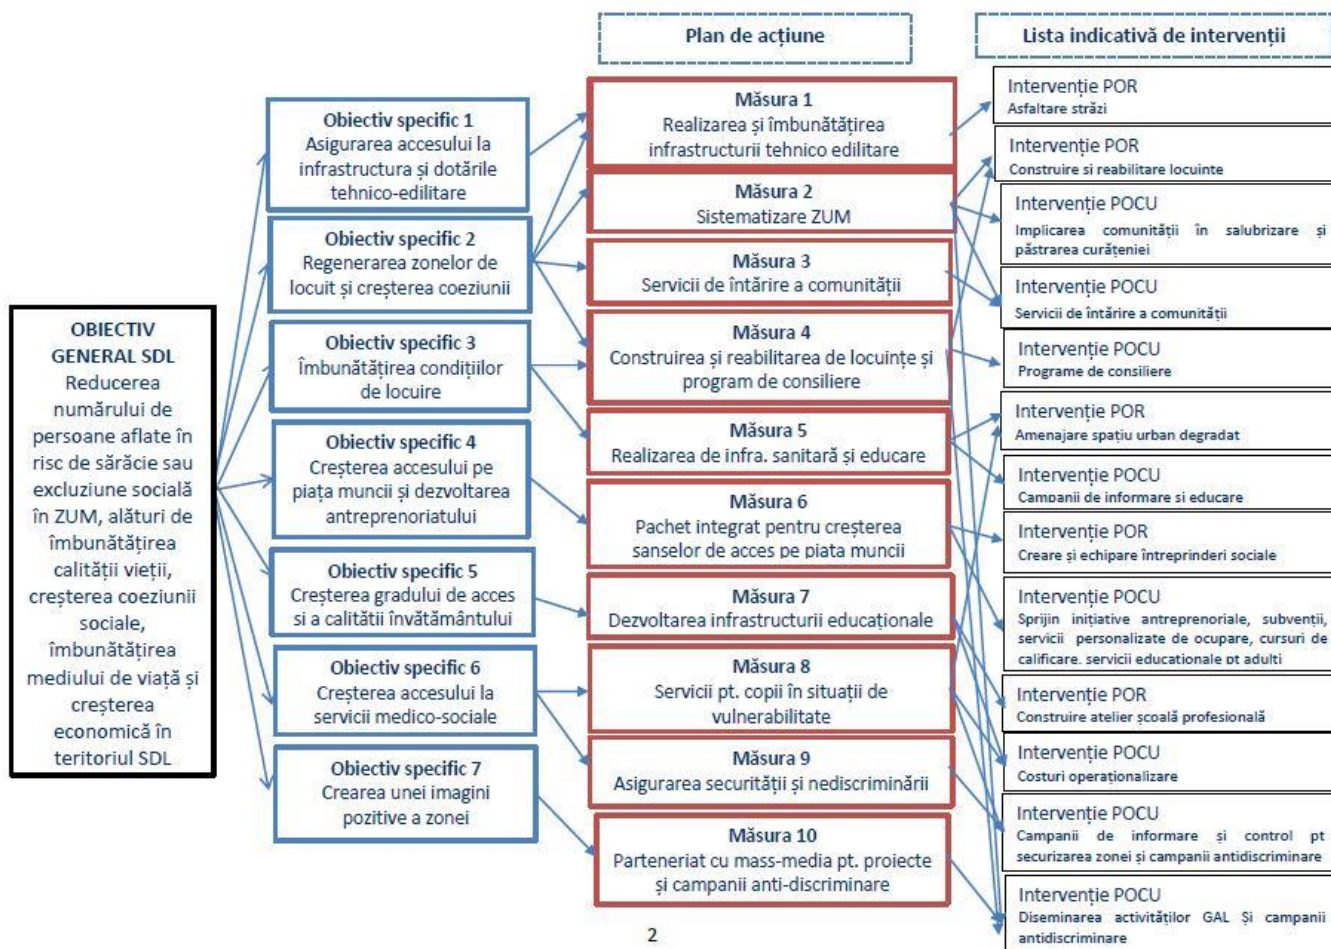 Plan de acțiune
Lista indicativă de intervenții
OBIECTIV
GENERAL SDL
Reducerea
numărului de
persoane aflate în
risc de sărăcie sau
excluziune socială
în ZUM, alături de
îmbunătățirea
calității vieții,
creșterea coeziunii
sociale,
îmbunătățirea
mediului de viață și
creșterea
economică în
teritoriul SDL
Obiectiv specific 1
Asigurarea accesului la
infrastructura și dotările
tehnico-edilitare
Obiectiv specific 2
Regenerarea zonelor de
locuit și creșterea coeziunii
Obiectiv specific 3
Îmbunătățirea condițiilor
de locuire
Obiectiv specific 4
Creșterea accesului pe
piața muncii și dezvoltarea
antreprenoriatului
Obiectiv specific 5
Creșterea gradului de acces
si a calitătii învătământului
Obiectiv specific 6
Creșterea accesului la
servicii medico-sociale
Obiectiv specific 7
Crearea unei imagini
pozitive a zonei
Măsura 1
Realizarea și îmbunătățirea
infrastructurii tehnico edilitare
Măsura 2
Sistematizare ZUM
Măsura 3
Servicii de întărire a comunității
Măsura 4
Construirea și reabilitarea de locuințe și
program de consiliere
Măsura 5
Realizarea de infra. sanitară și educare
Măsura 6
Pachet integrat pentru creșterea
sanselor de acces pe piata muncii
Măsura 7
Dezvoltarea infrastructurii educaționale
Măsura 8
Servicii pt. copii în situații de
vulnerabilitate
Măsura 9
Asigurarea securității și nediscriminării
Măsura 10
Parteneriat cu mass-media pt. proiecte
și campanii anti-discriminare
Intervenție POR
Asfaltare străzi
Intervenție POR
Construire si reabilitare locuinte
Intervenție POCU
Implicarea comunității în salubrizare și
păstrarea curățeniei
Intervenție POCU
Servicii de întărire a comunității
Intervenție POCU
Programe de consiliere
Intervenție POR
Amenajare spațiu urban degradat
Intervenție POCU
Campanii de informare si educare
Intervenție POR
Creare și echipare întreprinderi sociale
Intervenție POCU
Sprijin inițiative antreprenoriale, subvenții,
servicii personalizate de ocupare, cursuri de
calificare. servicii educationale pt adulti
Intervenție POR
Construire atelier școală profesională
Intervenție POCU
Costuri operaționalizare
Intervenție POCU
Campanii de informare și control pt
securizarea zonei și campanii antidiscriminare
Intervenție POCU
Diseminarea activităților GAL Și campanii
antidiscriminare
2